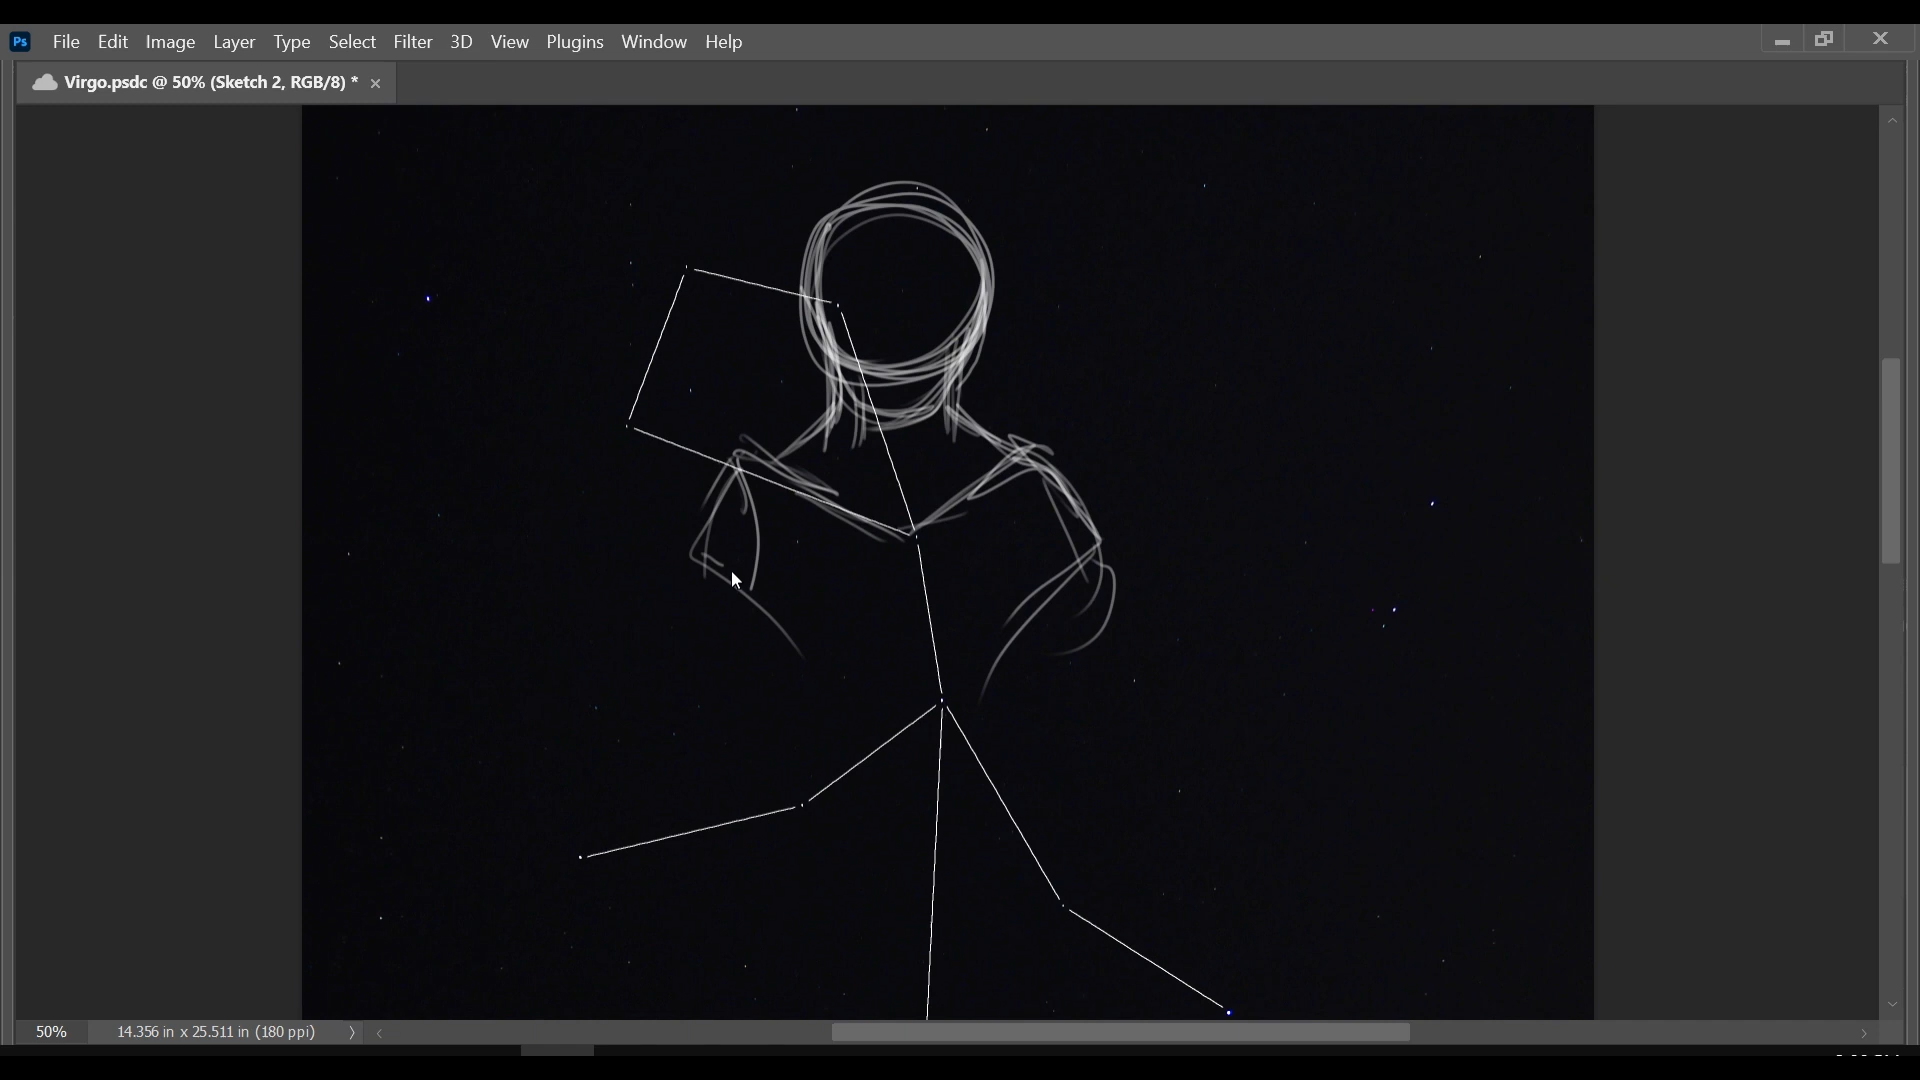 Ps File Edit Image Layer Type Select Filter 3D View Plugins Window Help
Virgo.psdc @ 50% (Sketch 2, RGB/8) *
50% 14.356 in x 25.511 in (180 ppi)